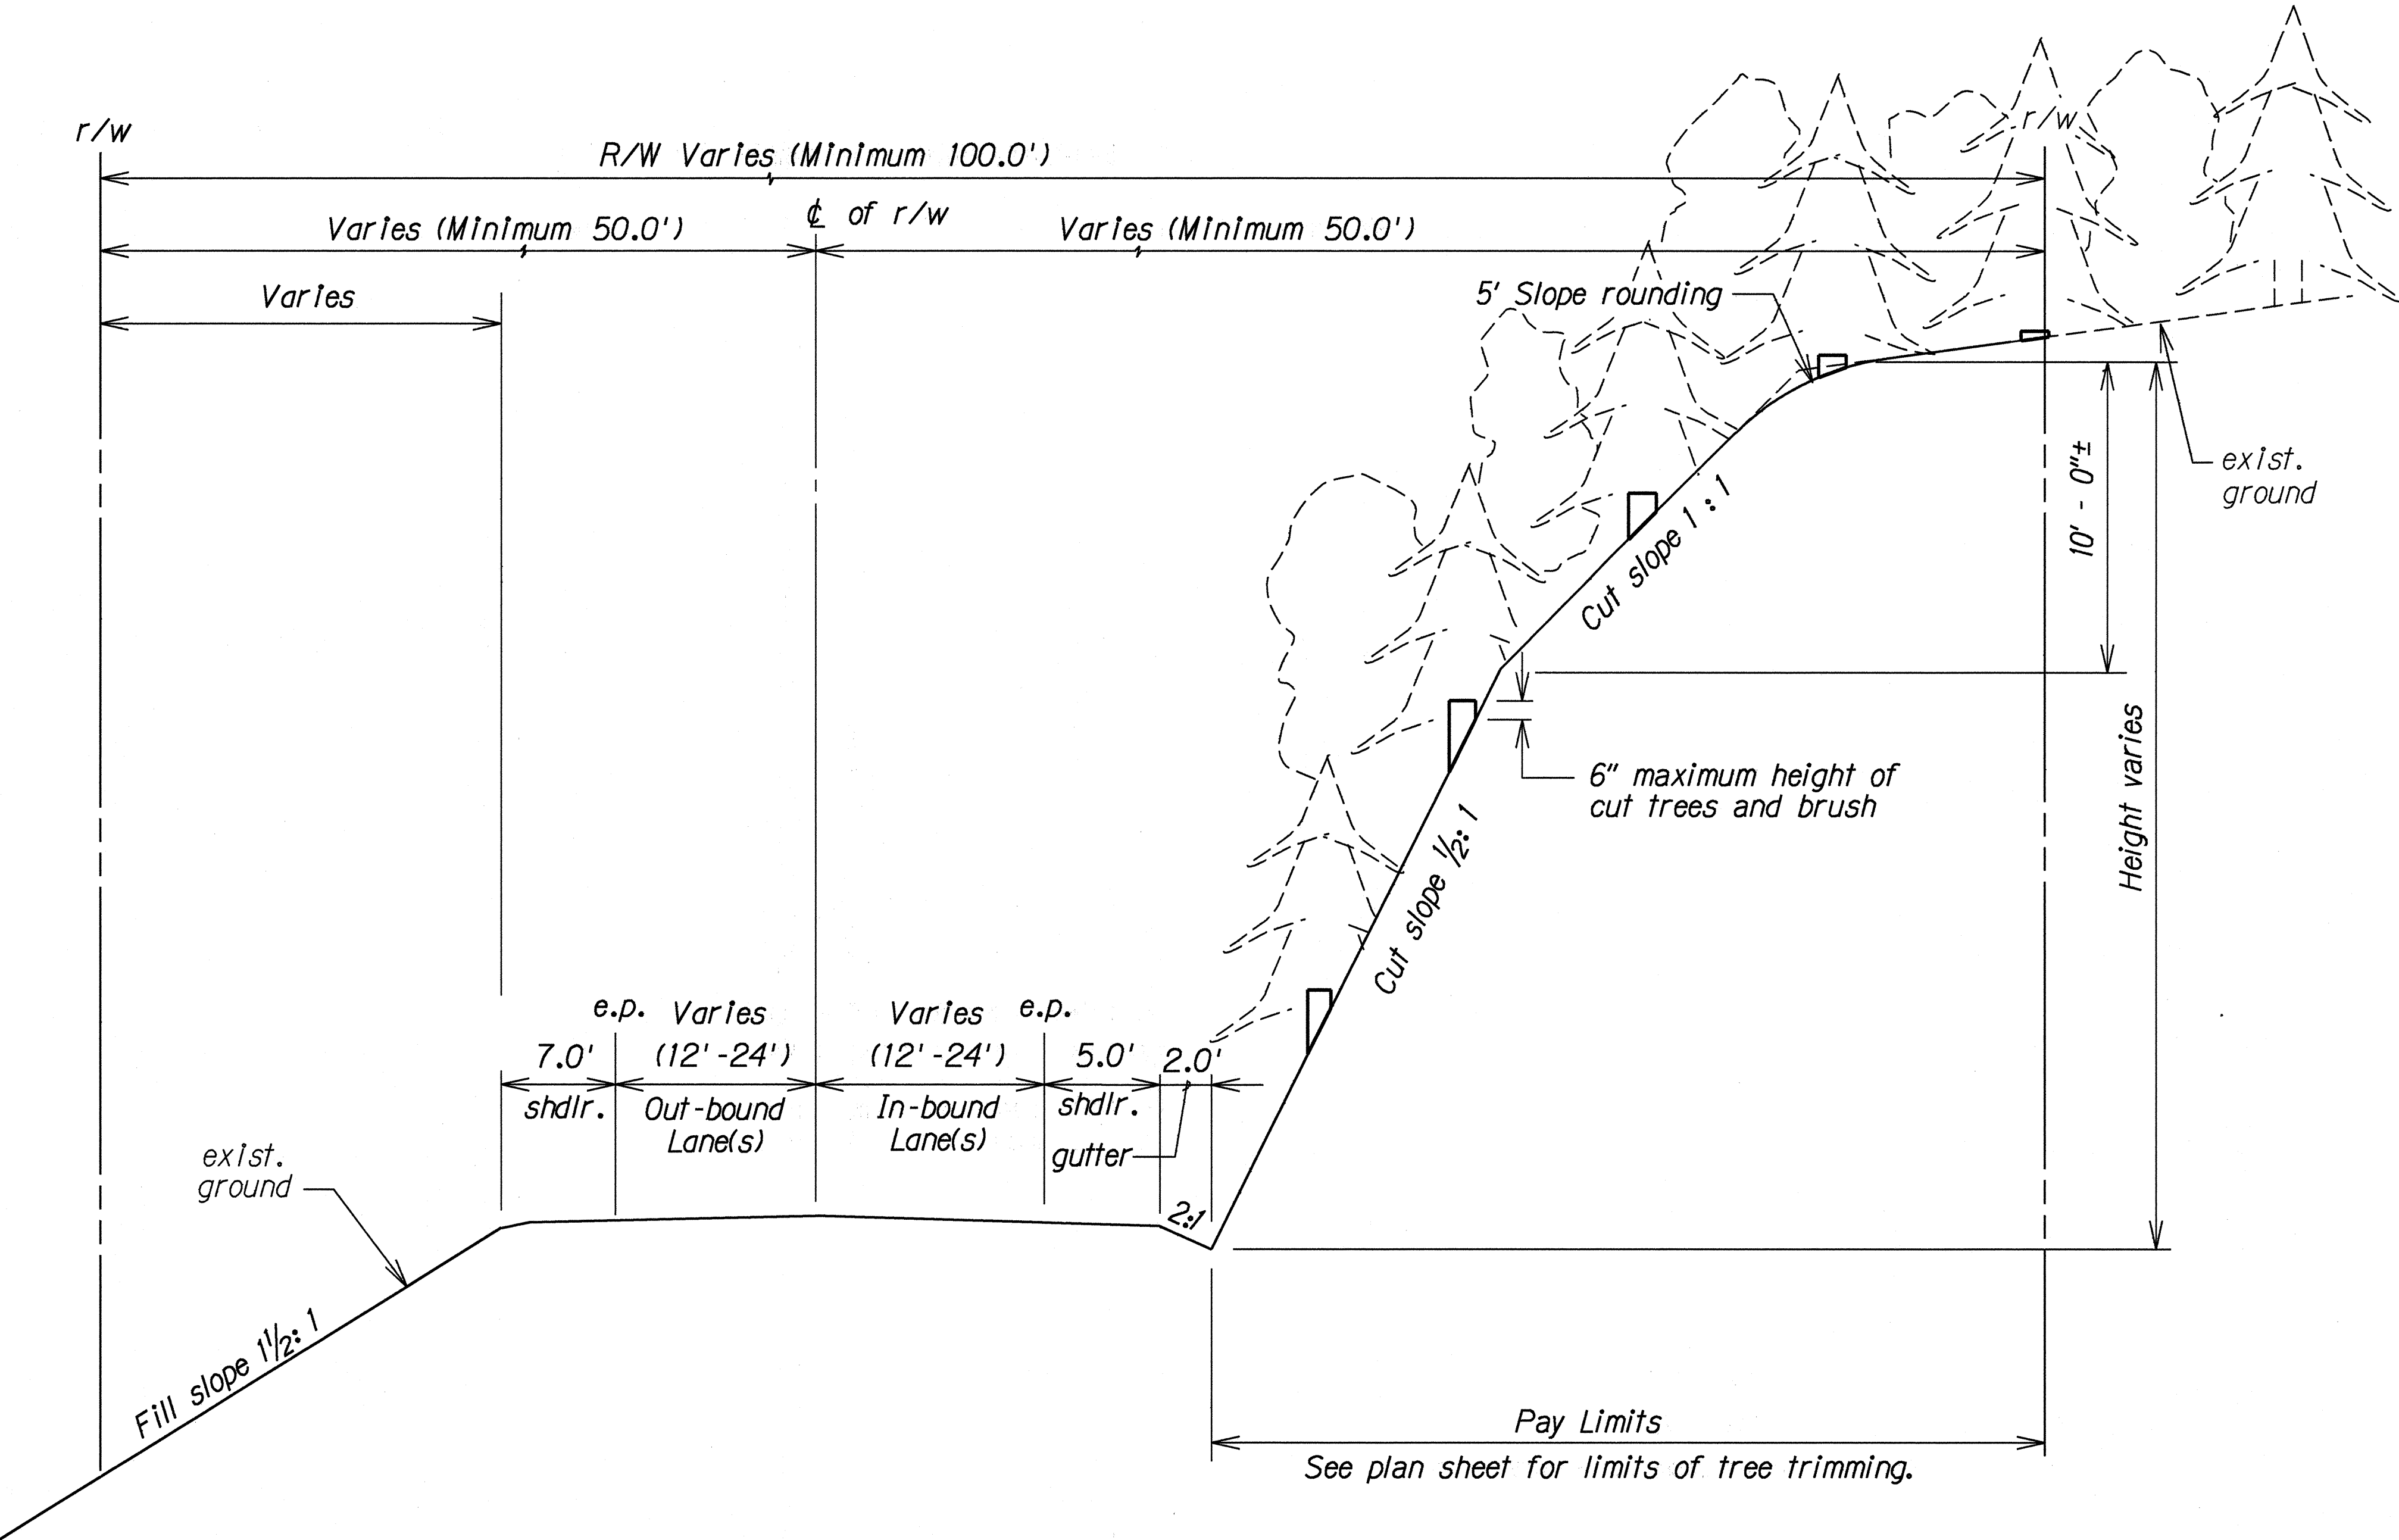 r/w
r/w
R/W Varies (Minimum 100.0')
℄ of r/w
Varies (Minimum 50.0')
Varies (Minimum 50.0')
Varies
5' Slope rounding
exist.
ground
10' - 0"±
Cut slope 1 : 1
Height varies
6" maximum height of
cut trees and brush
Cut slope 1/2: 1
e.p.
Varies
Varies
e.p.
7.0'
(12' -24')
(12' -24')
5.0'
2.0'
shdlr.
Out-bound
Lane(s)
In-bound
Lane(s)
shdlr.
gutter
2:1
exist.
ground
Fill slope 1 1/2: 1
Pay Limits
See plan sheet for limits of tree trimming.